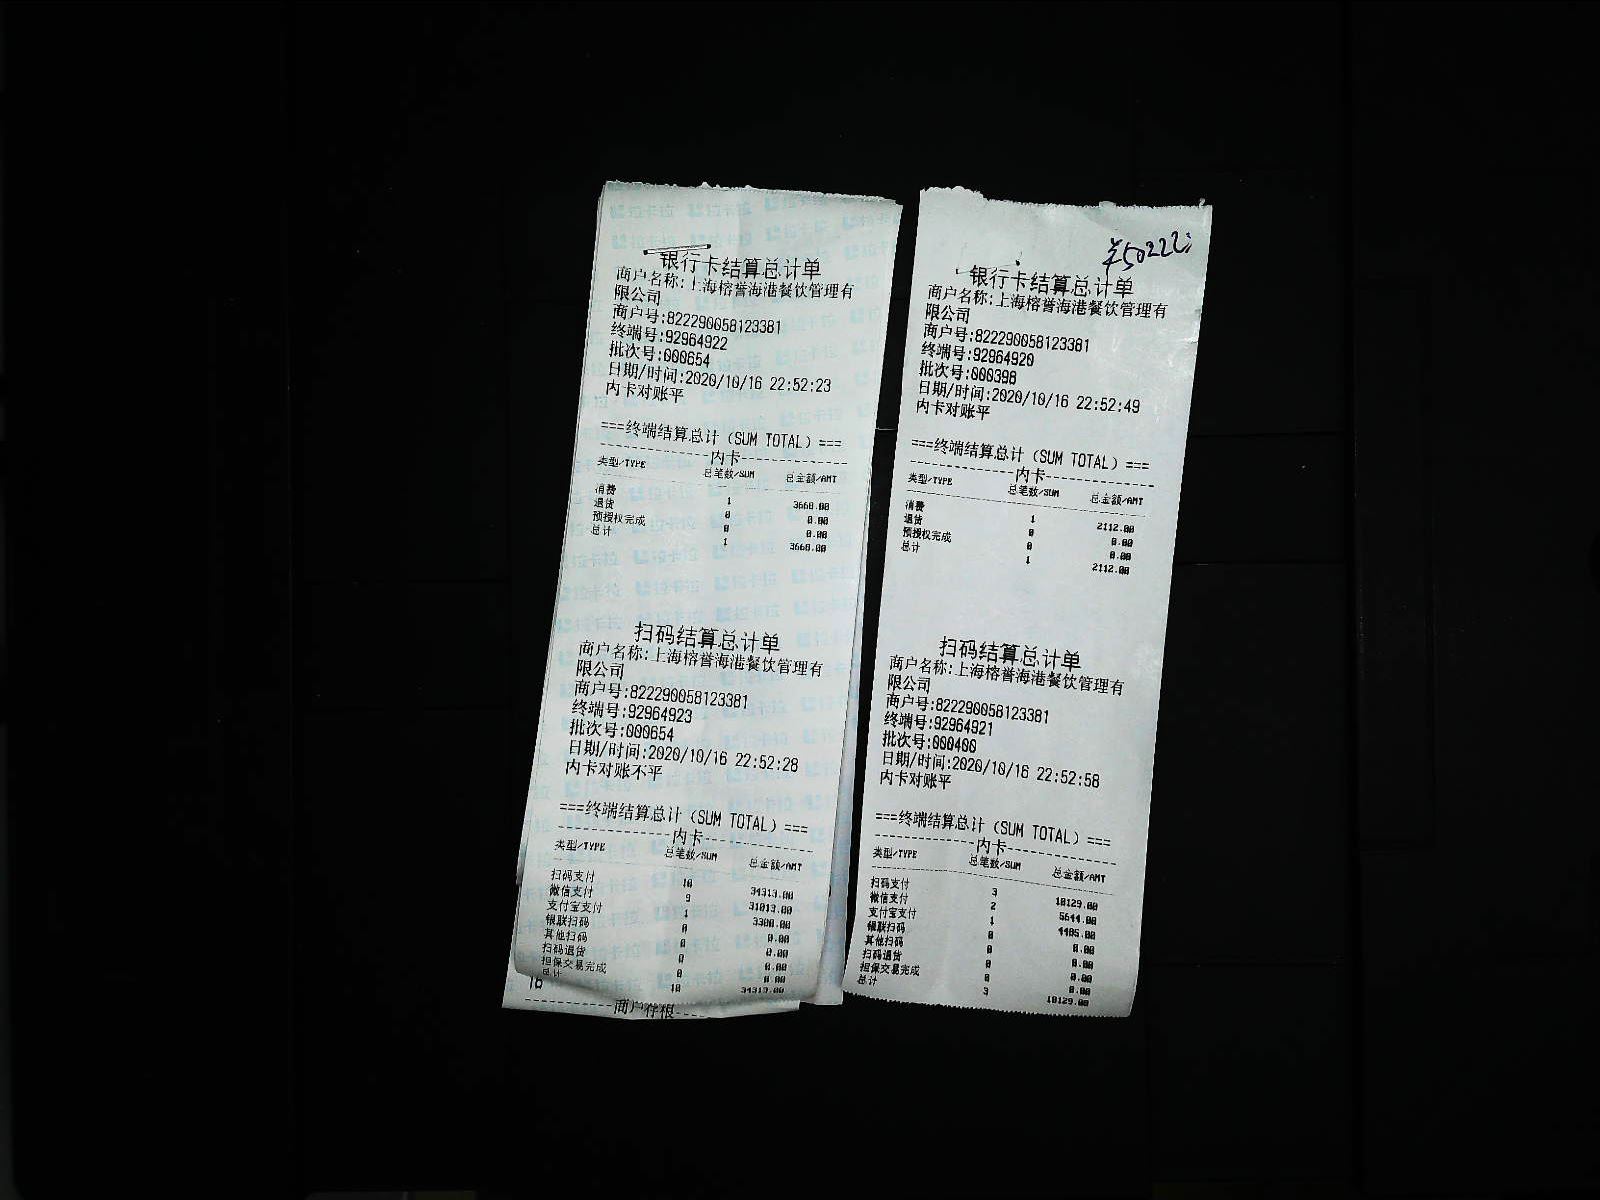 银行卡结算总计单
商户名称:上海榕誉海港餐饮管理有
限公司
商户号:822290058123381
终端号:92964922
批次号:000654
日期/时间:2020/10/16 22:52:23
内卡对账平
===终端结算总计（SUM TOTAL）===
内卡
类型/TYPE 总笔数/SUM 总金额/AMT
消费 1 3668.00
退货 0 0.00
预授权完成 0 0.00
总计 1 3668.00
扫码结算总计单
商户名称:上海榕誉海港餐饮管理有
限公司
商户号:822290058123381
终端号:92964923
批次号:000654
日期/时间:2020/10/16 22:52:28
内卡对账不平
===终端结算总计（SUM TOTAL）===
内卡
类型/TYPE 总笔数/SUM 总金额/AMT
扫码支付 10 34313.00
微信支付 9 31013.00
支付宝支付 1 3300.00
银联扫码 0 0.00
其他扫码 0 0.00
扫码退货 0 0.00
担保交易完成 0 0.00
总计 10 34313.00
商户存根
¥50222
银行卡结算总计单
商户名称:上海榕誉海港餐饮管理有
限公司
商户号:822290058123381
终端号:92964920
批次号:000398
日期/时间:2020/10/16 22:52:49
内卡对账平
===终端结算总计（SUM TOTAL）===
内卡
类型/TYPE 总笔数/SUM 总金额/AMT
消费 1 2112.00
退货 0 0.00
预授权完成 0 0.00
总计 1 2112.00
扫码结算总计单
商户名称:上海榕誉海港餐饮管理有
限公司
商户号:822290058123381
终端号:92964921
批次号:000400
日期/时间:2020/10/16 22:52:58
内卡对账平
===终端结算总计（SUM TOTAL）===
内卡
类型/TYPE 总笔数/SUM 总金额/AMT
扫码支付 3 10129.00
微信支付 2 5644.00
支付宝支付 1 4485.00
银联扫码 0 0.00
其他扫码 0 0.00
扫码退货 0 0.00
担保交易完成 0 0.00
总计 3 10129.00